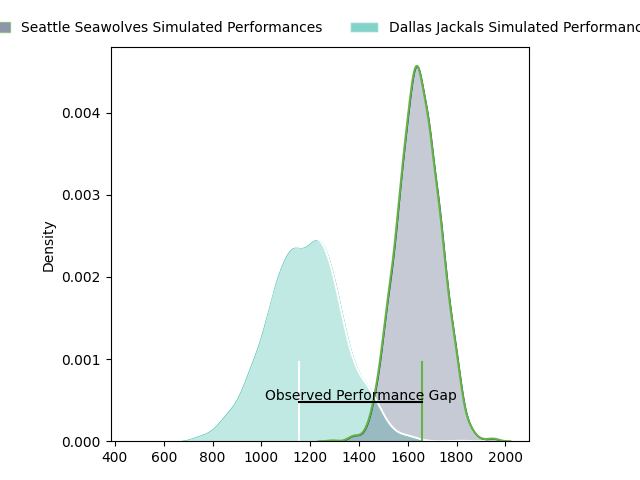 Seattle Seawolves Simulated Performances
Dallas Jackals Simulated Performanc
0.004
0.003
0.002
0.001
0.000
Density
Observed Performance Gap
400 600 800 1000 1200 1400 1600 1800 2000